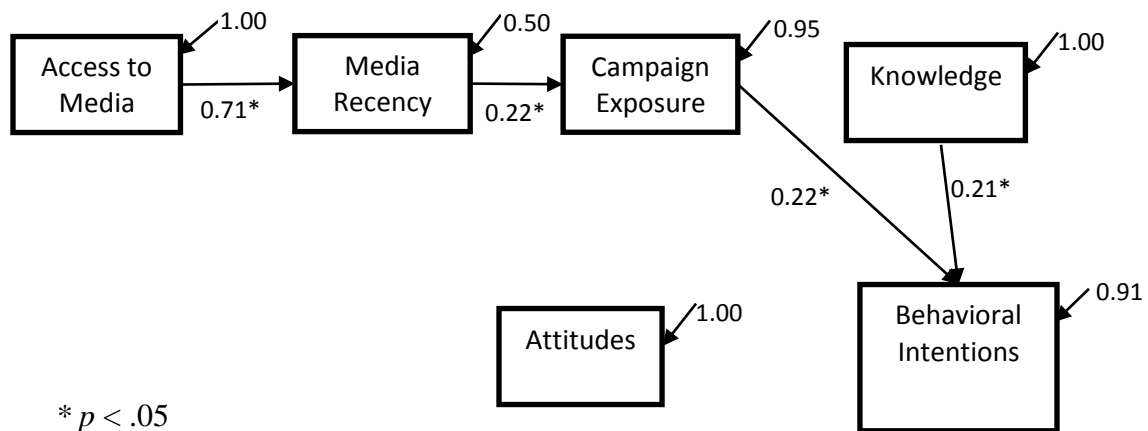 1.00
Access to
Media
0.71*
0.50
Media
Recency
0.22*
0.95
Campaign
Exposure
1.00
Knowledge
0.22*
0.21*
1.00
Attitudes
0.91
Behavioral
Intentions
* p < .05